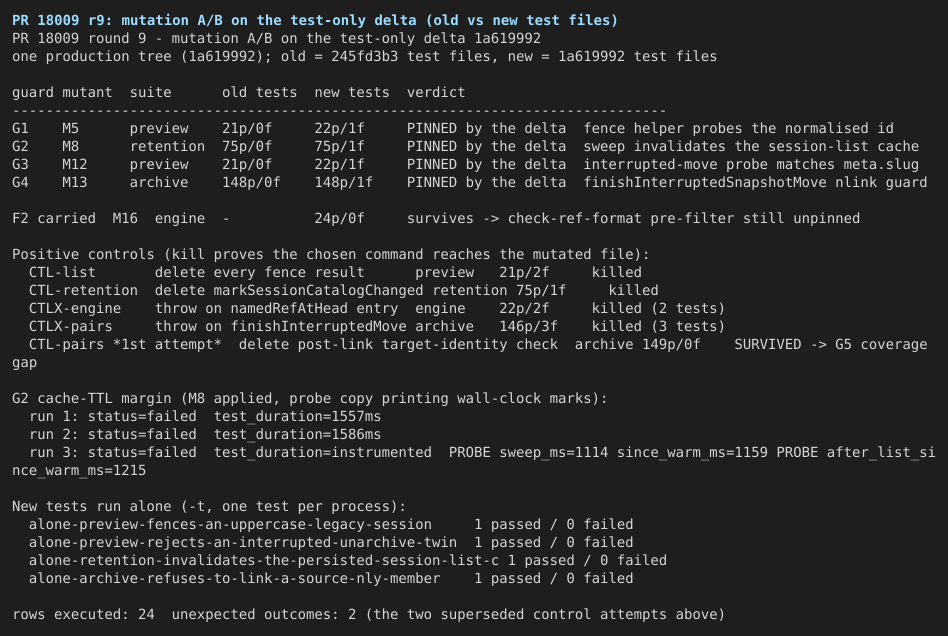 PR 18009 r9: mutation A/B on the test-only delta (old vs new test files)
PR 18009 round 9 - mutation A/B on the test-only delta 1a619992
one production tree (1a619992); old = 245fd3b3 test files, new = 1a619992 test files
guard mutant  suite      old tests  new tests  verdict
------------------------------------------------------------------------------
G1    M5      preview    21p/0f     22p/1f     PINNED by the delta  fence helper probes the normalised id
G2    M8      retention  75p/0f     75p/1f     PINNED by the delta  sweep invalidates the session-list cache
G3    M12     preview    21p/0f     22p/1f     PINNED by the delta  interrupted-move probe matches meta.slug
G4    M13     archive    148p/0f    148p/1f    PINNED by the delta  finishInterruptedSnapshotMove nlink guard
F2 carried  M16  engine  -          24p/0f     survives -> check-ref-format pre-filter still unpinned
Positive controls (kill proves the chosen command reaches the mutated file):
  CTL-list       delete every fence result      preview   21p/2f     killed
  CTL-retention  delete markSessionCatalogChanged retention 75p/1f     killed
  CTLX-engine    throw on namedRefAtHead entry  engine    22p/2f     killed (2 tests)
  CTLX-pairs     throw on finishInterruptedMove archive   146p/3f    killed (3 tests)
  CTL-pairs *1st attempt*  delete post-link target-identity check  archive 149p/0f    SURVIVED -> G5 coverage
gap
G2 cache-TTL margin (M8 applied, probe copy printing wall-clock marks):
  run 1: status=failed  test_duration=1557ms
  run 2: status=failed  test_duration=1586ms
  run 3: status=failed  test_duration=instrumented  PROBE sweep_ms=1114 since_warm_ms=1159 PROBE after_list_si
nce_warm_ms=1215
New tests run alone (-t, one test per process):
  alone-preview-fences-an-uppercase-legacy-session     1 passed / 0 failed
  alone-preview-rejects-an-interrupted-unarchive-twin  1 passed / 0 failed
  alone-retention-invalidates-the-persisted-session-list-c 1 passed / 0 failed
  alone-archive-refuses-to-link-a-source-nly-member    1 passed / 0 failed
rows executed: 24  unexpected outcomes: 2 (the two superseded control attempts above)